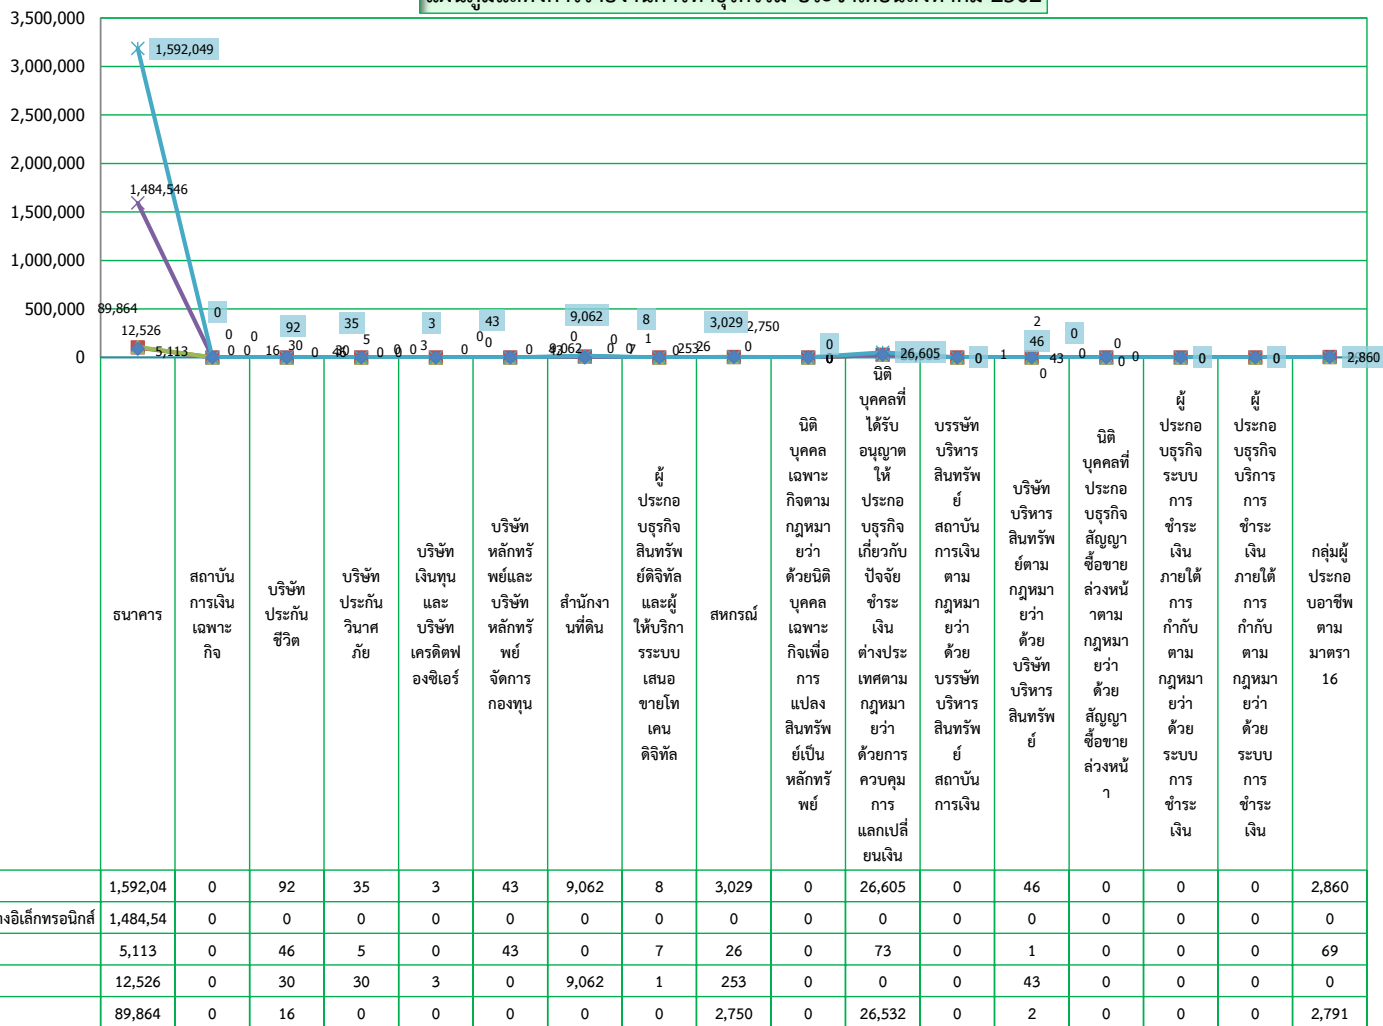 3,500,000
3,000,000
2,500,000
2,000,000
1,500,000
1,000,000
500,000
0
1,592,049
1,484,546
89,864
12,526
5,113
0
92
35
3
43
9,062
8
3,029
2,750
0
26,605
0
2
46
1
43
0
0
0
0
2,860
ธนาคาร
สถาบัน
การเงิน
เฉพาะ
กิจ
บริษัท
ประกัน
ชีวิต
บริษัท
ประกัน
วินาศ
ภัย
บริษัท
เงินทุน
และ
บริษัท
เครดิตฟ
องซิเอร์
บริษัท
หลักทรั
พย์และ
บริษัท
หลักทรั
พย์
จัดการ
กองทุน
สำนักงา
นที่ดิน
ผู้
ประกอ
บธุรกิจ
สินทรัพ
ย์ดิจิทัล
และผู้
ให้บริกา
รระบบ
เสนอ
ขายโท
เคน
ดิจิทัล
สหกรณ์
นิติ
บุคคล
เฉพาะ
กิจตาม
กฎหมา
ยว่า
ด้วยนิติ
บุคคล
เฉพาะ
กิจเพื่อ
การ
แปลง
สินทรัพ
ย์เป็น
หลักทรั
พย์
นิติ
บุคคลที่
ได้รับ
อนุญาต
ให้
ประกอ
บธุรกิจ
เกี่ยวกับ
ปัจจัย
ชำระ
เงิน
ต่างประ
เทศตาม
กฎหมา
ยว่า
ด้วยการ
ควบคุม
การ
แลกเปลี่
ยนเงิน
บรรษัท
บริหาร
สินทรัพ
ย์
สถาบัน
การเงิน
ตาม
กฎหมา
ยว่า
ด้วย
บรรษัท
บริหาร
สินทรัพ
ย์
สถาบัน
การเงิน
บริษัท
บริหาร
สินทรัพ
ย์ตาม
กฎหมา
ยว่า
ด้วย
บริษัท
บริหาร
สินทรัพ
ย์
นิติ
บุคคลที่
ประกอ
บธุรกิจ
สัญญา
ซื้อขาย
ล่วงหน้
าตาม
กฎหมา
ยว่า
ด้วย
สัญญา
ซื้อขาย
ล่วงหน้
า
ผู้
ประกอ
บธุรกิจ
ระบบ
การ
ชำระ
เงิน
ภายใต้
การ
กำกับ
ตาม
กฎหมา
ยว่า
ด้วย
ระบบ
การ
ชำระ
เงิน
ผู้
ประกอ
บธุรกิจ
บริการ
การ
ชำระ
เงิน
ภายใต้
การ
กำกับ
ตาม
กฎหมา
ยว่า
ด้วย
ระบบ
การ
ชำระ
เงิน
กลุ่มผู้
ประกอ
บอาชีพ
ตาม
มาตรา
16
1,592,04 0 92 35 3 43 9,062 8 3,029 0 26,605 0 46 0 0 0 2,860
างอิเล็กทรอนิกส์ 1,484,54 0 0 0 0 0 0 0 0 0 0 0 0 0 0 0 0
5,113 0 46 5 0 43 0 7 26 0 73 0 1 0 0 0 69
12,526 0 30 30 3 0 9,062 1 253 0 0 0 43 0 0 0 0
89,864 0 16 0 0 0 0 0 2,750 0 26,532 0 2 0 0 0 2,791